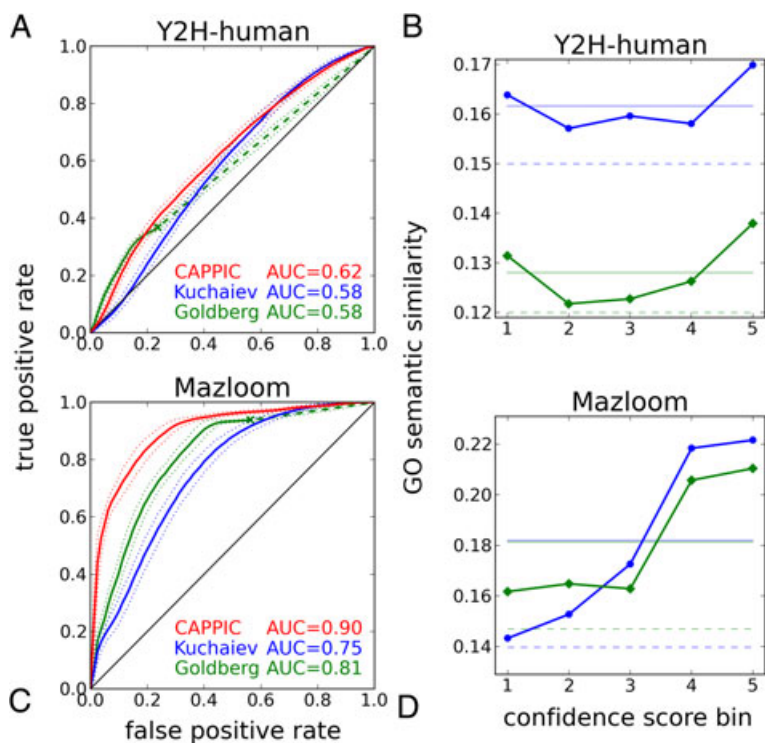 A
Y2H-human
1.0
0.8
0.6
0.4
0.2
0.0
0.0 0.2 0.4 0.6 0.8 1.0
CAPPIC AUC=0.62
Kuchaiev AUC=0.58
Goldberg AUC=0.58
B
Y2H-human
0.17
0.16
0.15
0.14
0.13
0.12
1 2 3 4 5
true positive rate
GO semantic similarity
Mazloom
1.0
0.8
0.6
0.4
0.2
0.0
0.0 0.2 0.4 0.6 0.8 1.0
CAPPIC AUC=0.90
Kuchaiev AUC=0.75
Goldberg AUC=0.81
C
false positive rate
Mazloom
0.22
0.20
0.18
0.16
0.14
1 2 3 4 5
D
confidence score bin